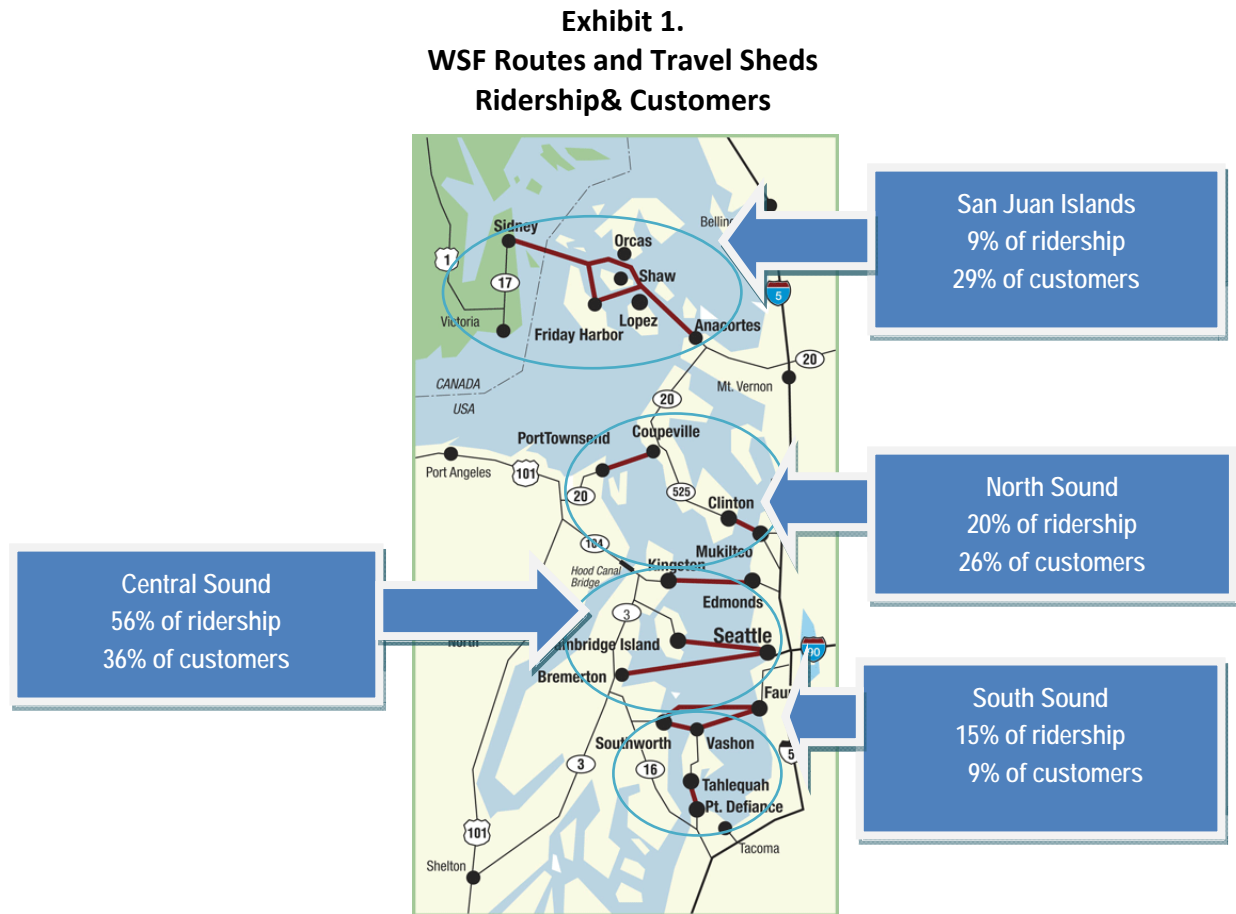 Exhibit 1.
WSF Routes and Travel Sheds
Ridership& Customers
San Juan Islands
9% of ridership
29% of customers
North Sound
20% of ridership
26% of customers
Central Sound
56% of ridership
36% of customers
South Sound
15% of ridership
9% of customers
Sidney
Orcas
1
17
Shaw
5
Victoria
Friday Harbor
Lopez
Anacortes
20
Mt. Vernon
CANADA
USA
20
PortTownsend
Coupeville
Port Angeles
101
20
525
Clinton
104
Mukilteo
Hood Canal
Bridge
Kingston
Edmonds
3
North
Island
Seattle
90
Bremerton
Southworth
Vashon
5
3
16
Tahlequah
Pt. Defiance
101
Tacoma
Shelton